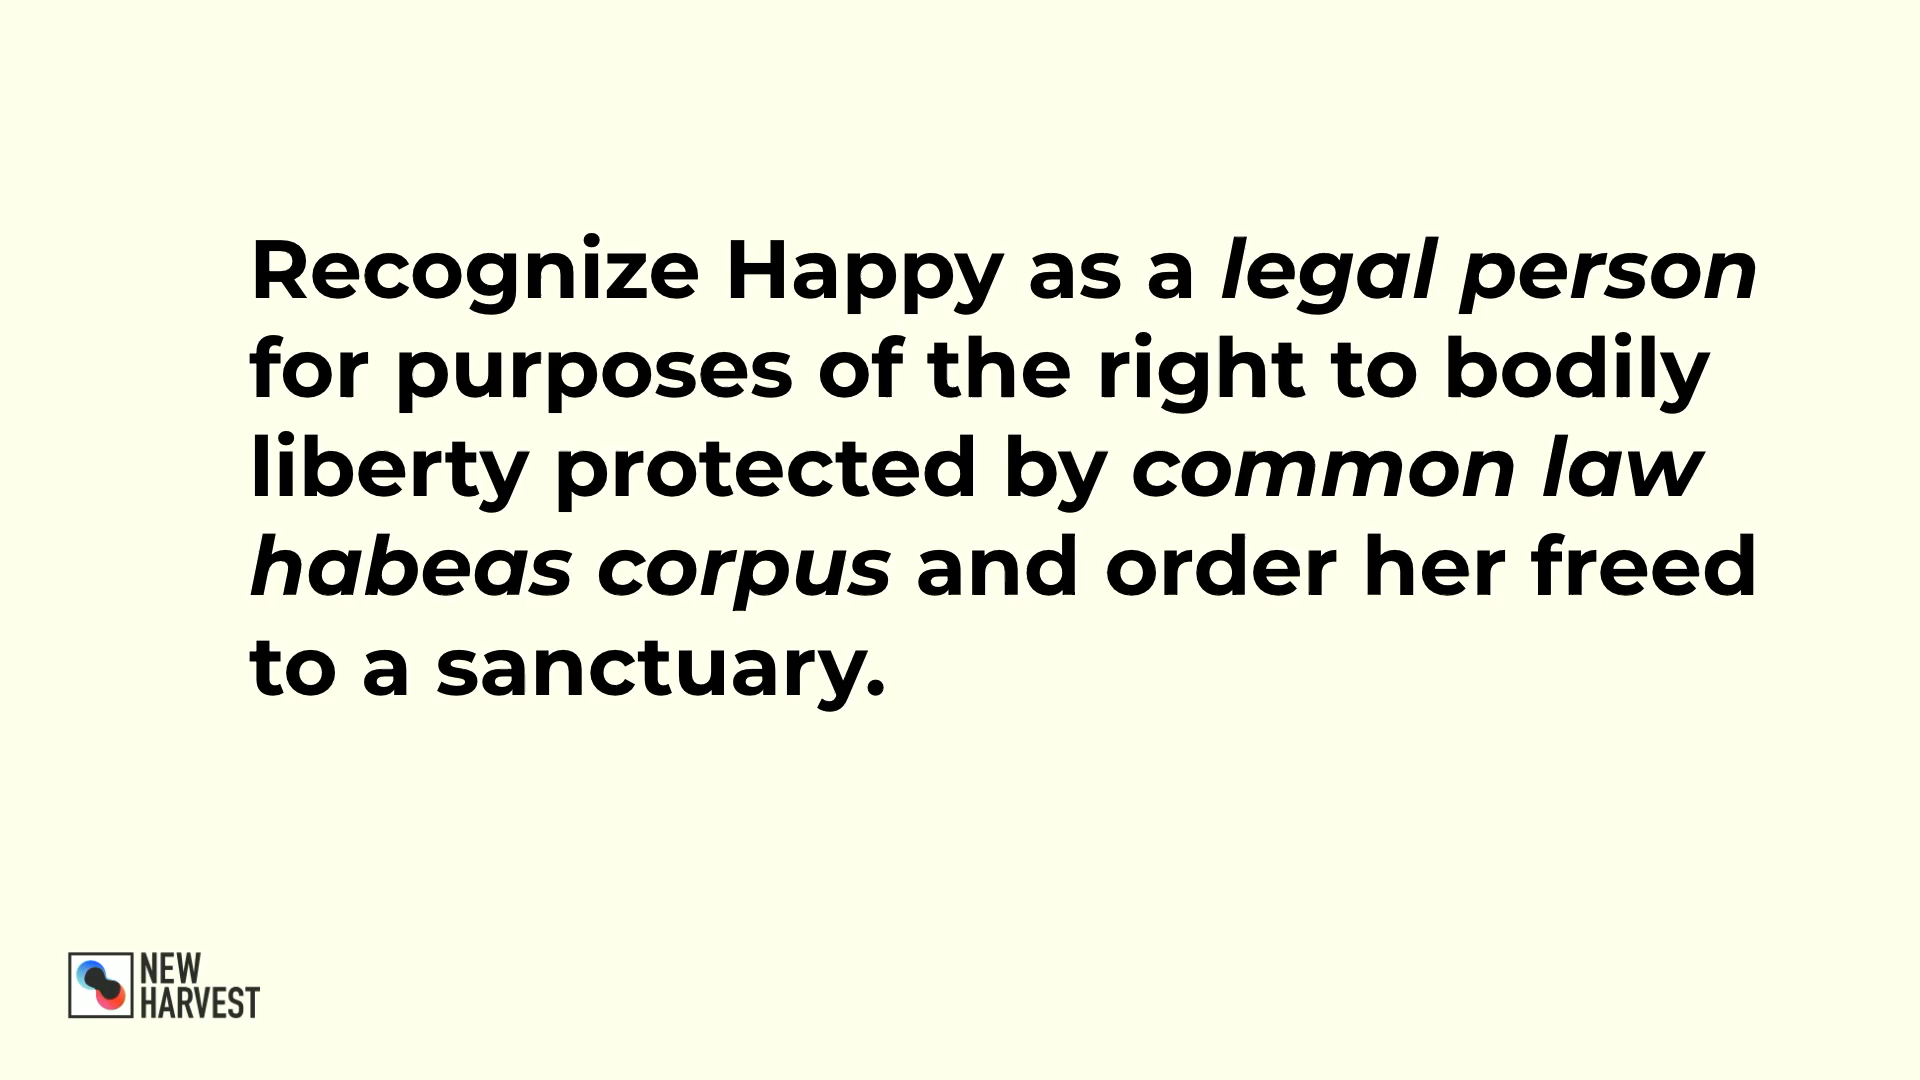 Recognize Happy as a legal person
for purposes of the right to bodily
liberty protected by common law
habeas corpus and order her freed
to a sanctuary.
NEW
HARVEST